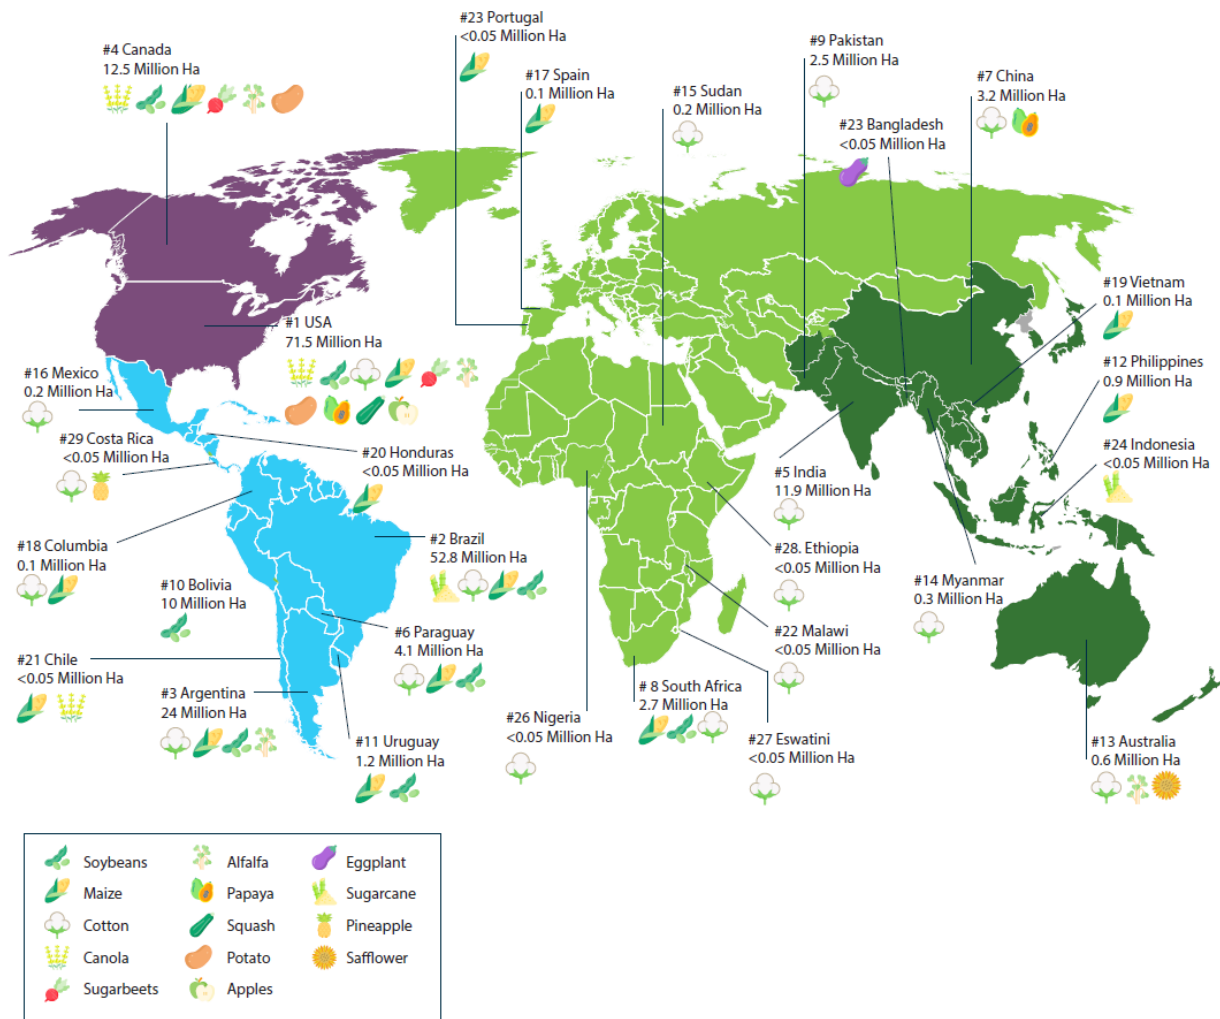 #23 Portugal
<0.05 Million Ha
#4 Canada
12.5 Million Ha
#17 Spain
0.1 Million Ha
#15 Sudan
0.2 Million Ha
#9 Pakistan
2.5 Million Ha
#7 China
3.2 Million Ha
#23 Bangladesh
<0.05 Million Ha
#19 Vietnam
0.1 Million Ha
#1 USA
71.5 Million Ha
#16 Mexico
0.2 Million Ha
#12 Philippines
0.9 Million Ha
#29 Costa Rica
<0.05 Million Ha
#20 Honduras
<0.05 Million Ha
#24 Indonesia
<0.05 Million Ha
#5 India
11.9 Million Ha
#18 Columbia
0.1 Million Ha
#2 Brazil
52.8 Million Ha
#28. Ethiopia
<0.05 Million Ha
#10 Bolivia
10 Million Ha
#14 Myanmar
0.3 Million Ha
#6 Paraguay
4.1 Million Ha
#22 Malawi
<0.05 Million Ha
#21 Chile
<0.05 Million Ha
#3 Argentina
24 Million Ha
# 8 South Africa
2.7 Million Ha
#26 Nigeria
<0.05 Million Ha
#11 Uruguay
1.2 Million Ha
#27 Eswatini
<0.05 Million Ha
#13 Australia
0.6 Million Ha
Soybeans
Maize
Cotton
Canola
Sugarbeets
Alfalfa
Papaya
Squash
Potato
Apples
Eggplant
Sugarcane
Pineapple
Safflower